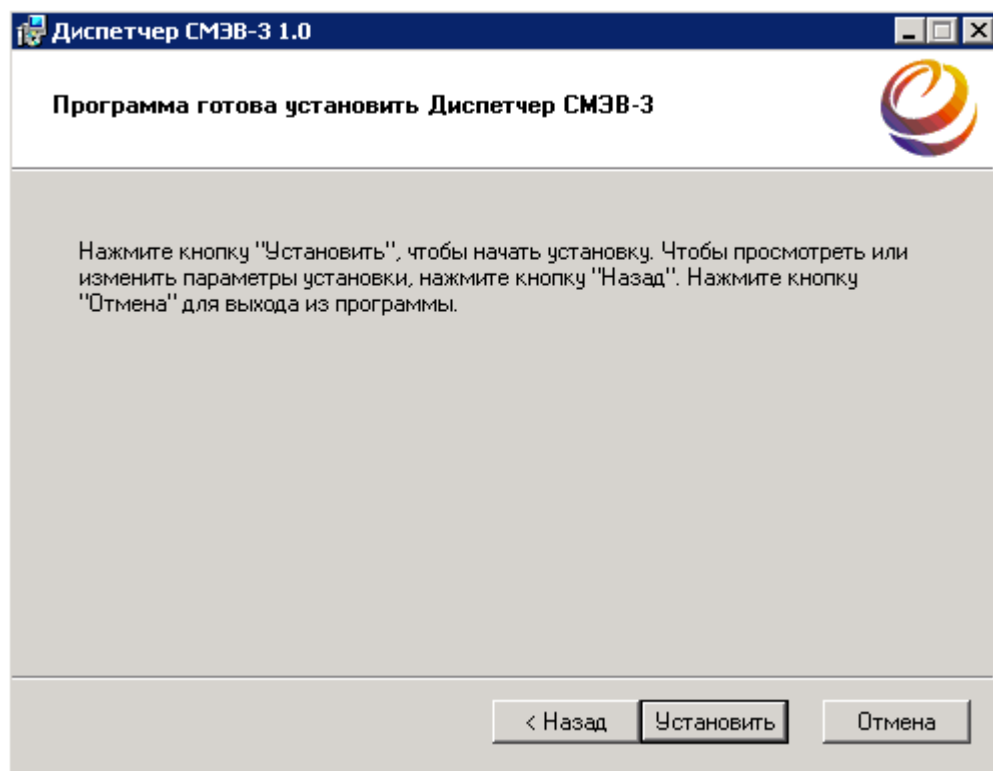 Диспетчер СМЭВ-3 1.0
Программа готова установить Диспетчер СМЭВ-3
Нажмите кнопку "Установить", чтобы начать установку. Чтобы просмотреть или
изменить параметры установки, нажмите кнопку "Назад". Нажмите кнопку
"Отмена" для выхода из программы.
< Назад Установить Отмена